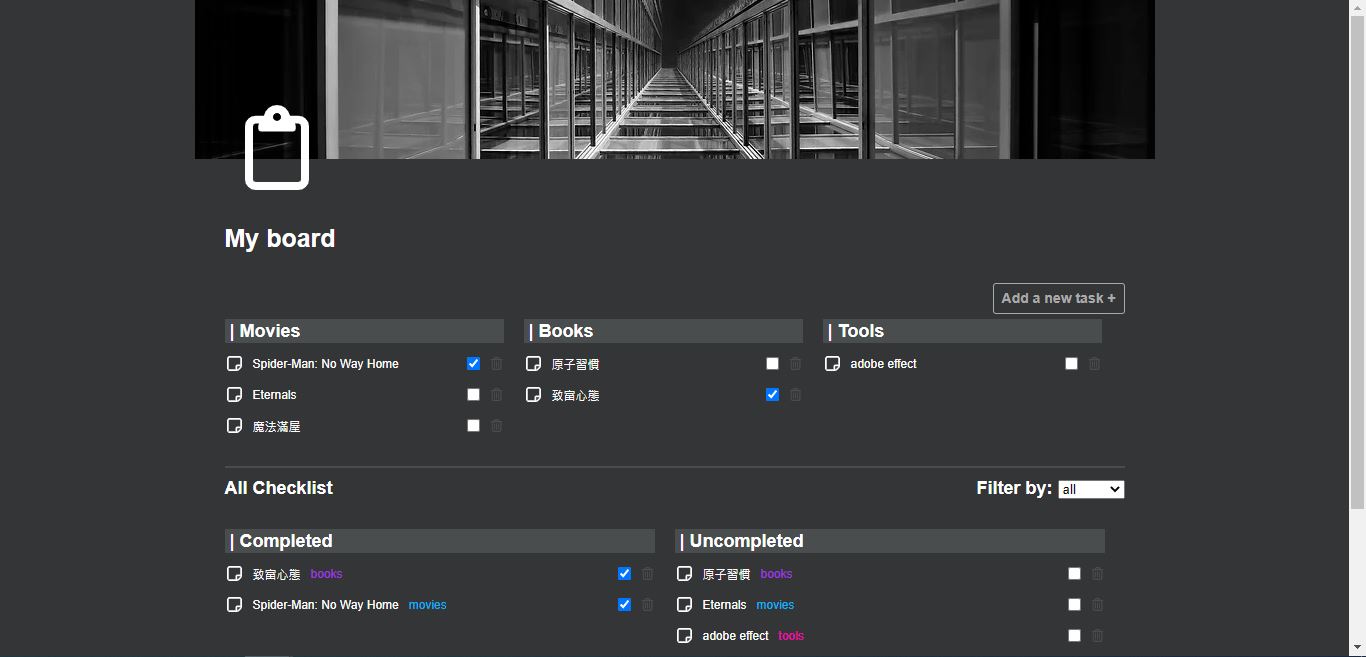 My board
Add a new task +
| Movies
Spider-Man: No Way Home
Eternals
魔法滿屋
| Books
原子習慣
致富心態
| Tools
adobe effect
All Checklist
Filter by: all
| Completed
致富心態 books
Spider-Man: No Way Home movies
| Uncompleted
原子習慣 books
Eternals movies
adobe effect tools